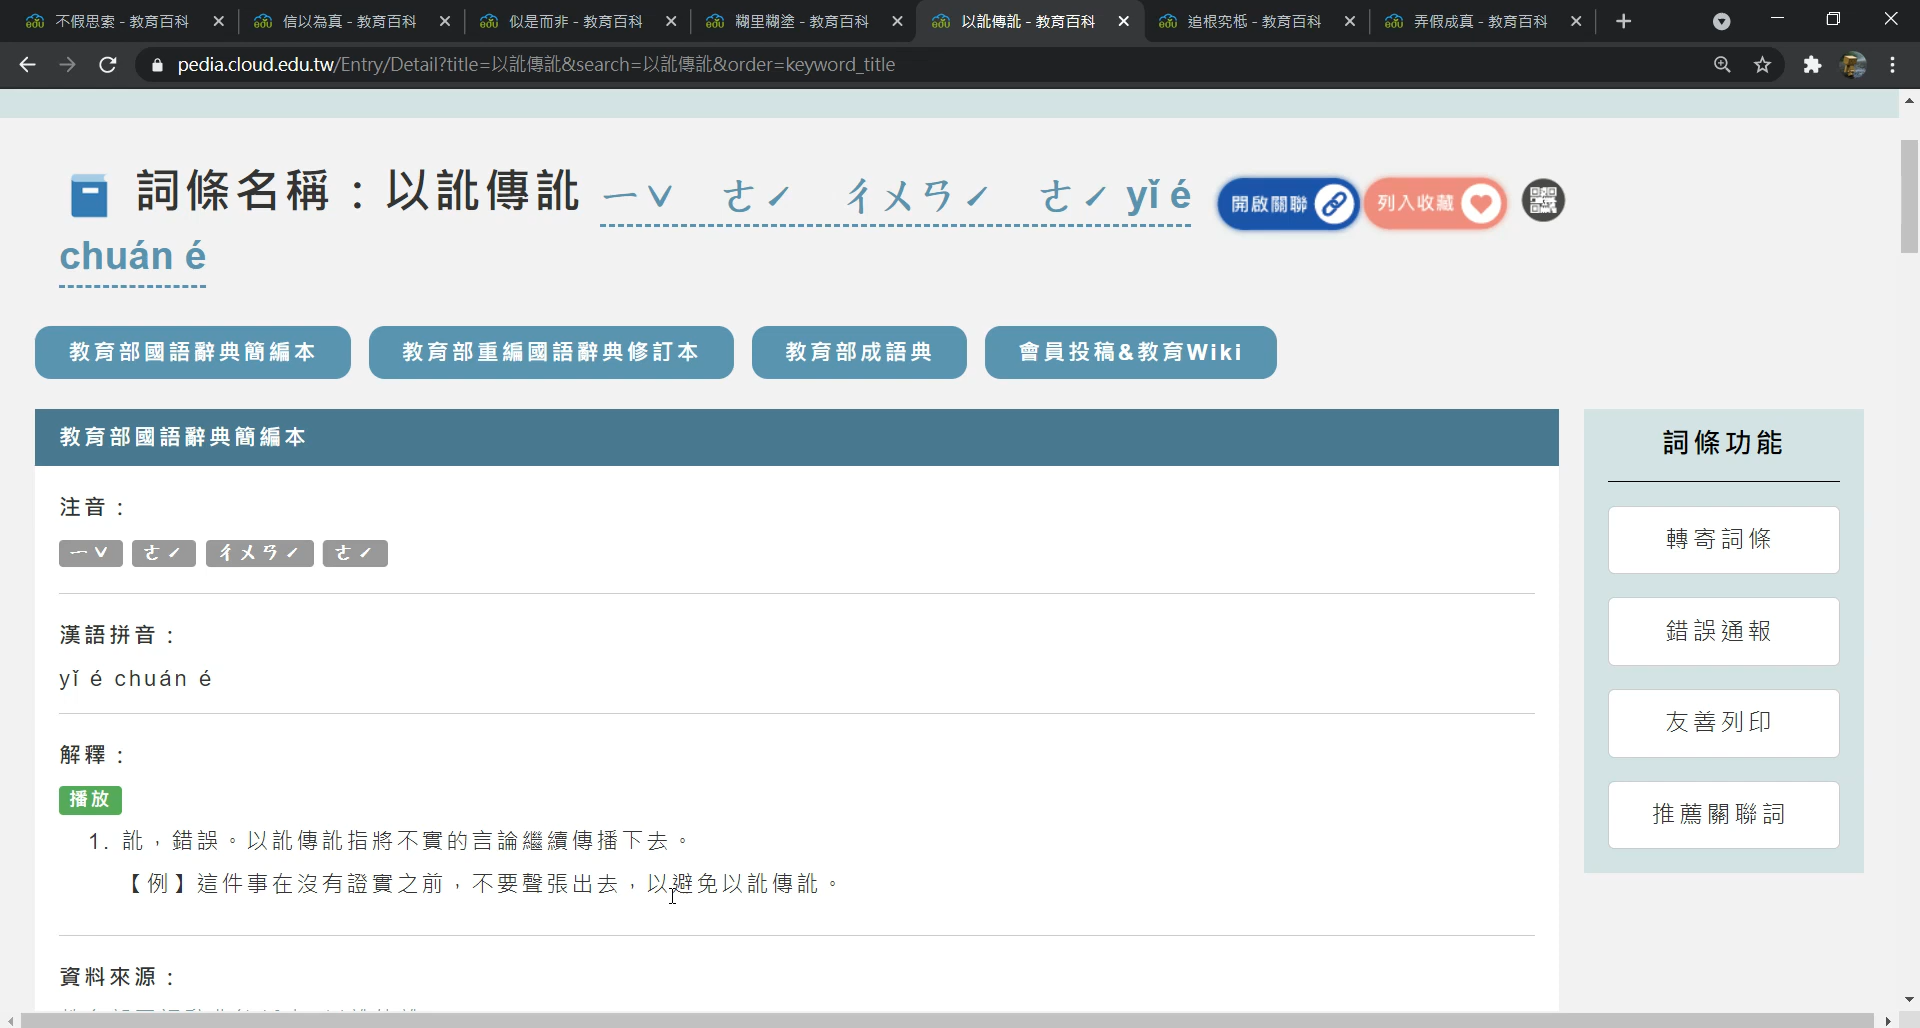 不假思索 - 教育百科
信以為真 - 教育百科
似是而非 - 教育百科
糊里糊塗 - 教育百科
以訛傳訛 - 教育百科
追根究柢 - 教育百科
弄假成真 - 教育百科
pedia.cloud.edu.tw/Entry/Detail?title=以訛傳訛&search=以訛傳訛&order=keyword_title
詞條名稱：以訛傳訛 ㄧˇ ㄜˊ ㄔㄨㄢˊ ㄜˊ yǐ é
開啟關聯
列入收藏
chuán é
教育部國語辭典簡編本
教育部重編國語辭典修訂本
教育部成語典
會員投稿&教育Wiki
教育部國語辭典簡編本
注音：
ㄧˇ ㄜˊ ㄔㄨㄢˊ ㄜˊ
漢語拼音：
yǐ é chuán é
解釋：
播放
1. 訛，錯誤。以訛傳訛指將不實的言論繼續傳播下去。
【例】這件事在沒有證實之前，不要聲張出去，以避免以訛傳訛。
資料來源：
詞條功能
轉寄詞條
錯誤通報
友善列印
推薦關聯詞